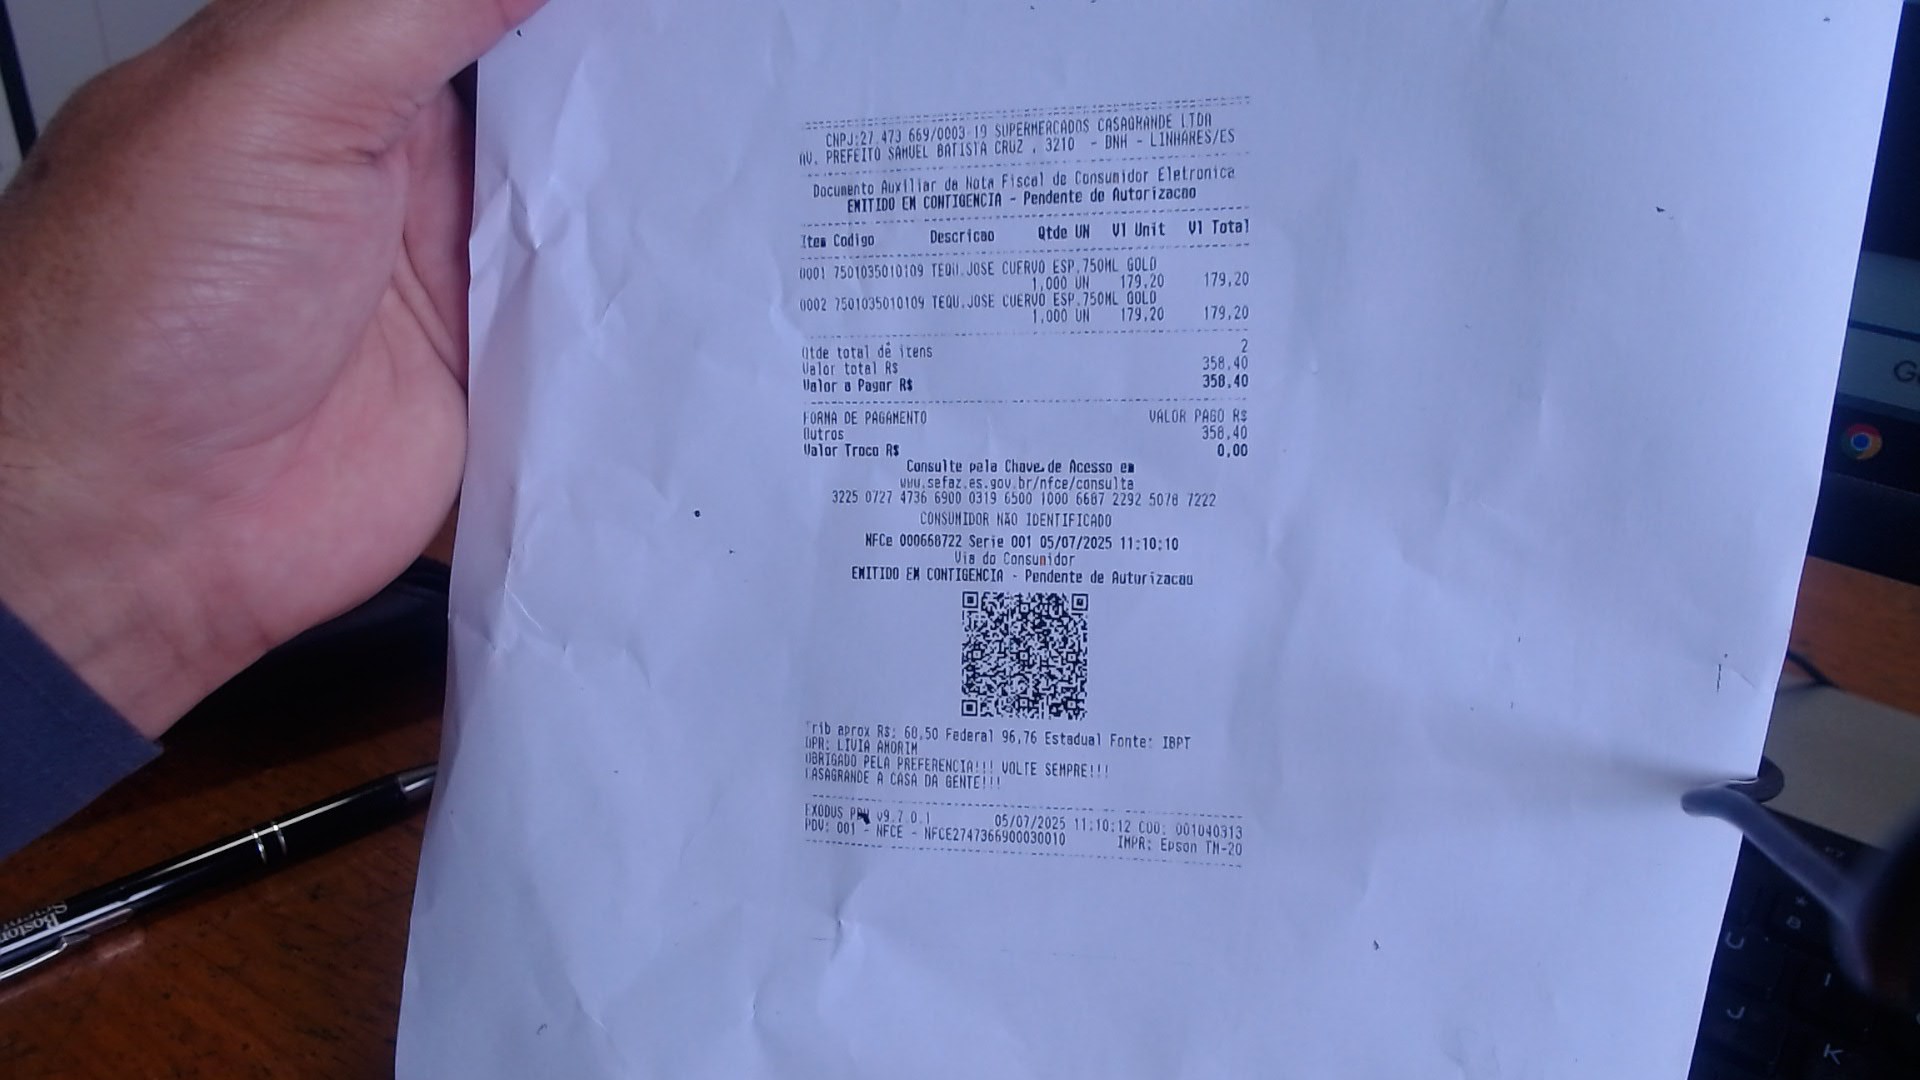 CNPJ:27.473.669/0003-19 SUPERMERCADOS CASAGRANDE LTDA
AV. PREFEITO SAMUEL BATISTA CRUZ , 3210 - BNH - LINHARES/ES
Documento Auxiliar da Nota Fiscal de Consumidor Eletronica
EMITIDO EM CONTIGENCIA - Pendente de Autorizacao
Item Codigo Descricao Qtde UN Vl Unit Vl Total
0001 7501035010109 TEQU.JOSE CUERVO ESP.750ML GOLD
1,000 UN 179,20 179,20
0002 7501035010109 TEQU.JOSE CUERVO ESP.750ML GOLD
1,000 UN 179,20 179,20
Qtde total de itens 2
Valor total R$ 358,40
Valor a Pagar R$ 358,40
FORMA DE PAGAMENTO VALOR PAGO R$
Outros 358,40
Valor Troco R$ 0,00
Consulte pela Chave de Acesso em
www.sefaz.es.gov.br/nfce/consulta
3225 0727 4736 6900 0319 6500 1000 6687 2292 5078 7222
CONSUMIDOR NÃO IDENTIFICADO
NFCe 000668722 Serie 001 05/07/2025 11:10:10
Via do Consumidor
EMITIDO EM CONTIGENCIA - Pendente de Autorizacao
Trib aprox R$: 60,50 Federal 96,76 Estadual Fonte: IBPT
OPR: LIVIA AMORIM
OBRIGADO PELA PREFERENCIA!!! VOLTE SEMPRE!!!
CASAGRANDE A CASA DA GENTE!!!
EXODUS PDV v9.7.0.1 05/07/2025 11:10:12 COO: 001040313
PDV: 001 - NFCE - NFCE2747366900030010 IMPR: Epson TM-20
Boston
U
I
J
K
B